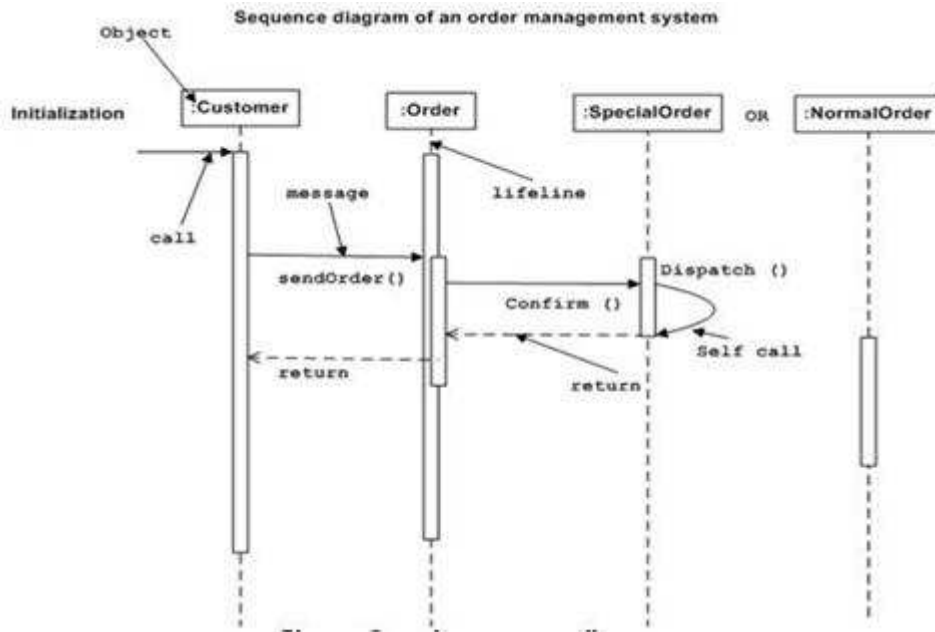 Sequence diagram of an order management system
Object
Initialization
:Customer
:Order
:SpecialOrder
OR
:NormalOrder
message
lifeline
call
sendOrder()
Dispatch ()
Confirm ()
Self call
return
return